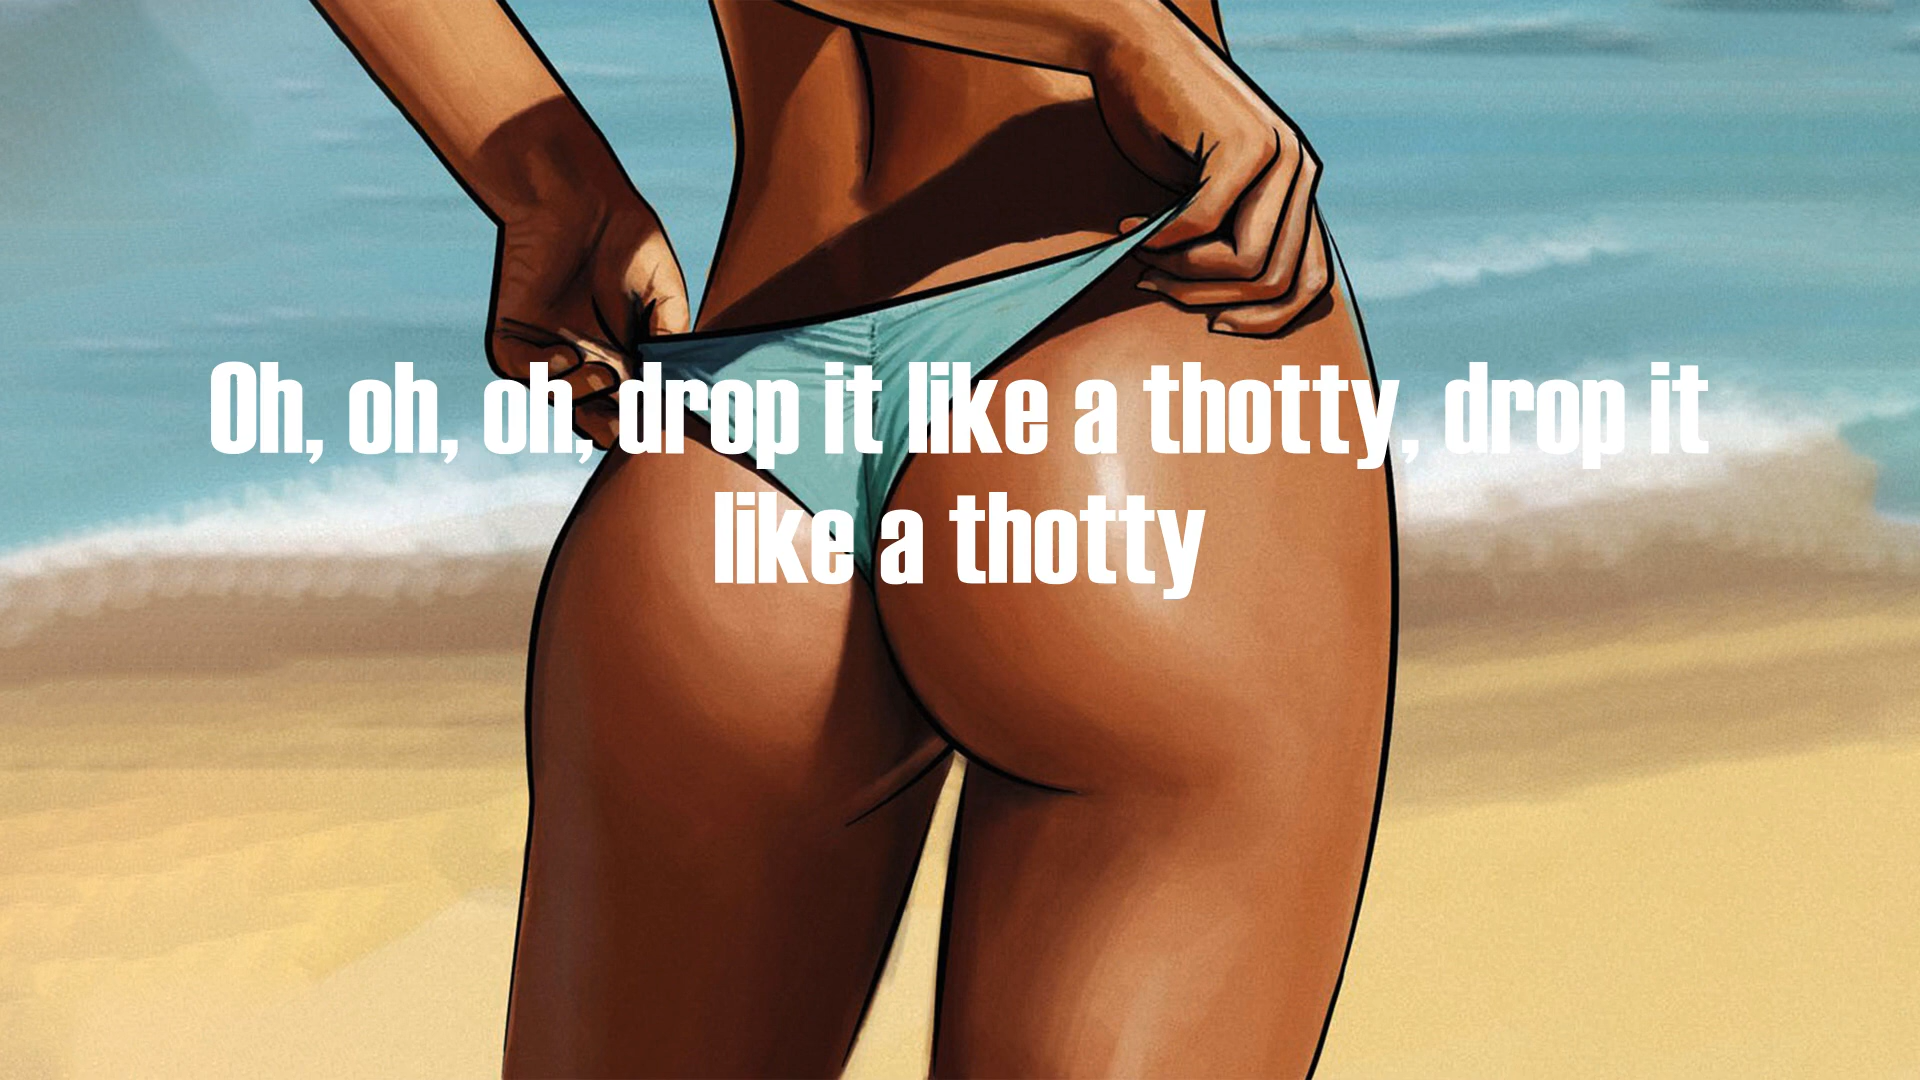 Oh, oh, oh, drop it like a thotty, drop it
like a thotty